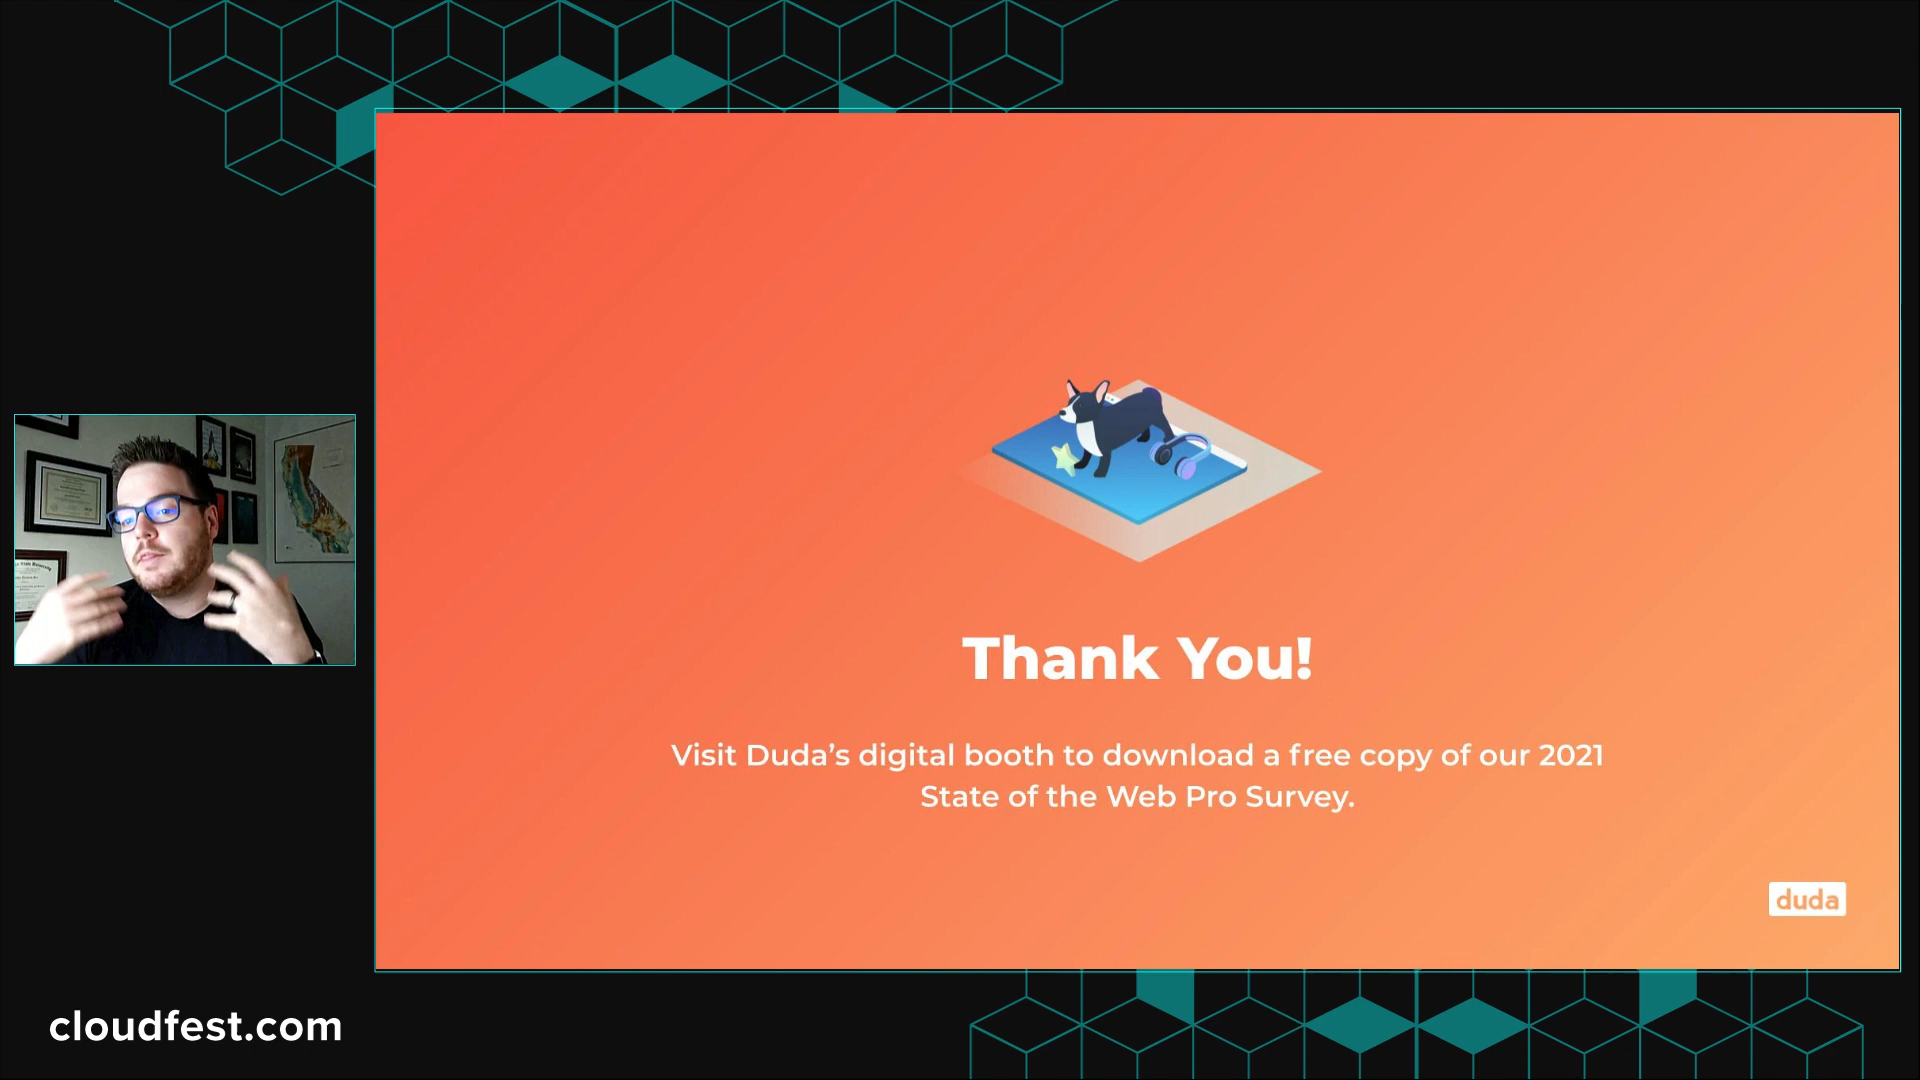 Thank You!
Visit Duda’s digital booth to download a free copy of our 2021
State of the Web Pro Survey.
duda
cloudfest.com